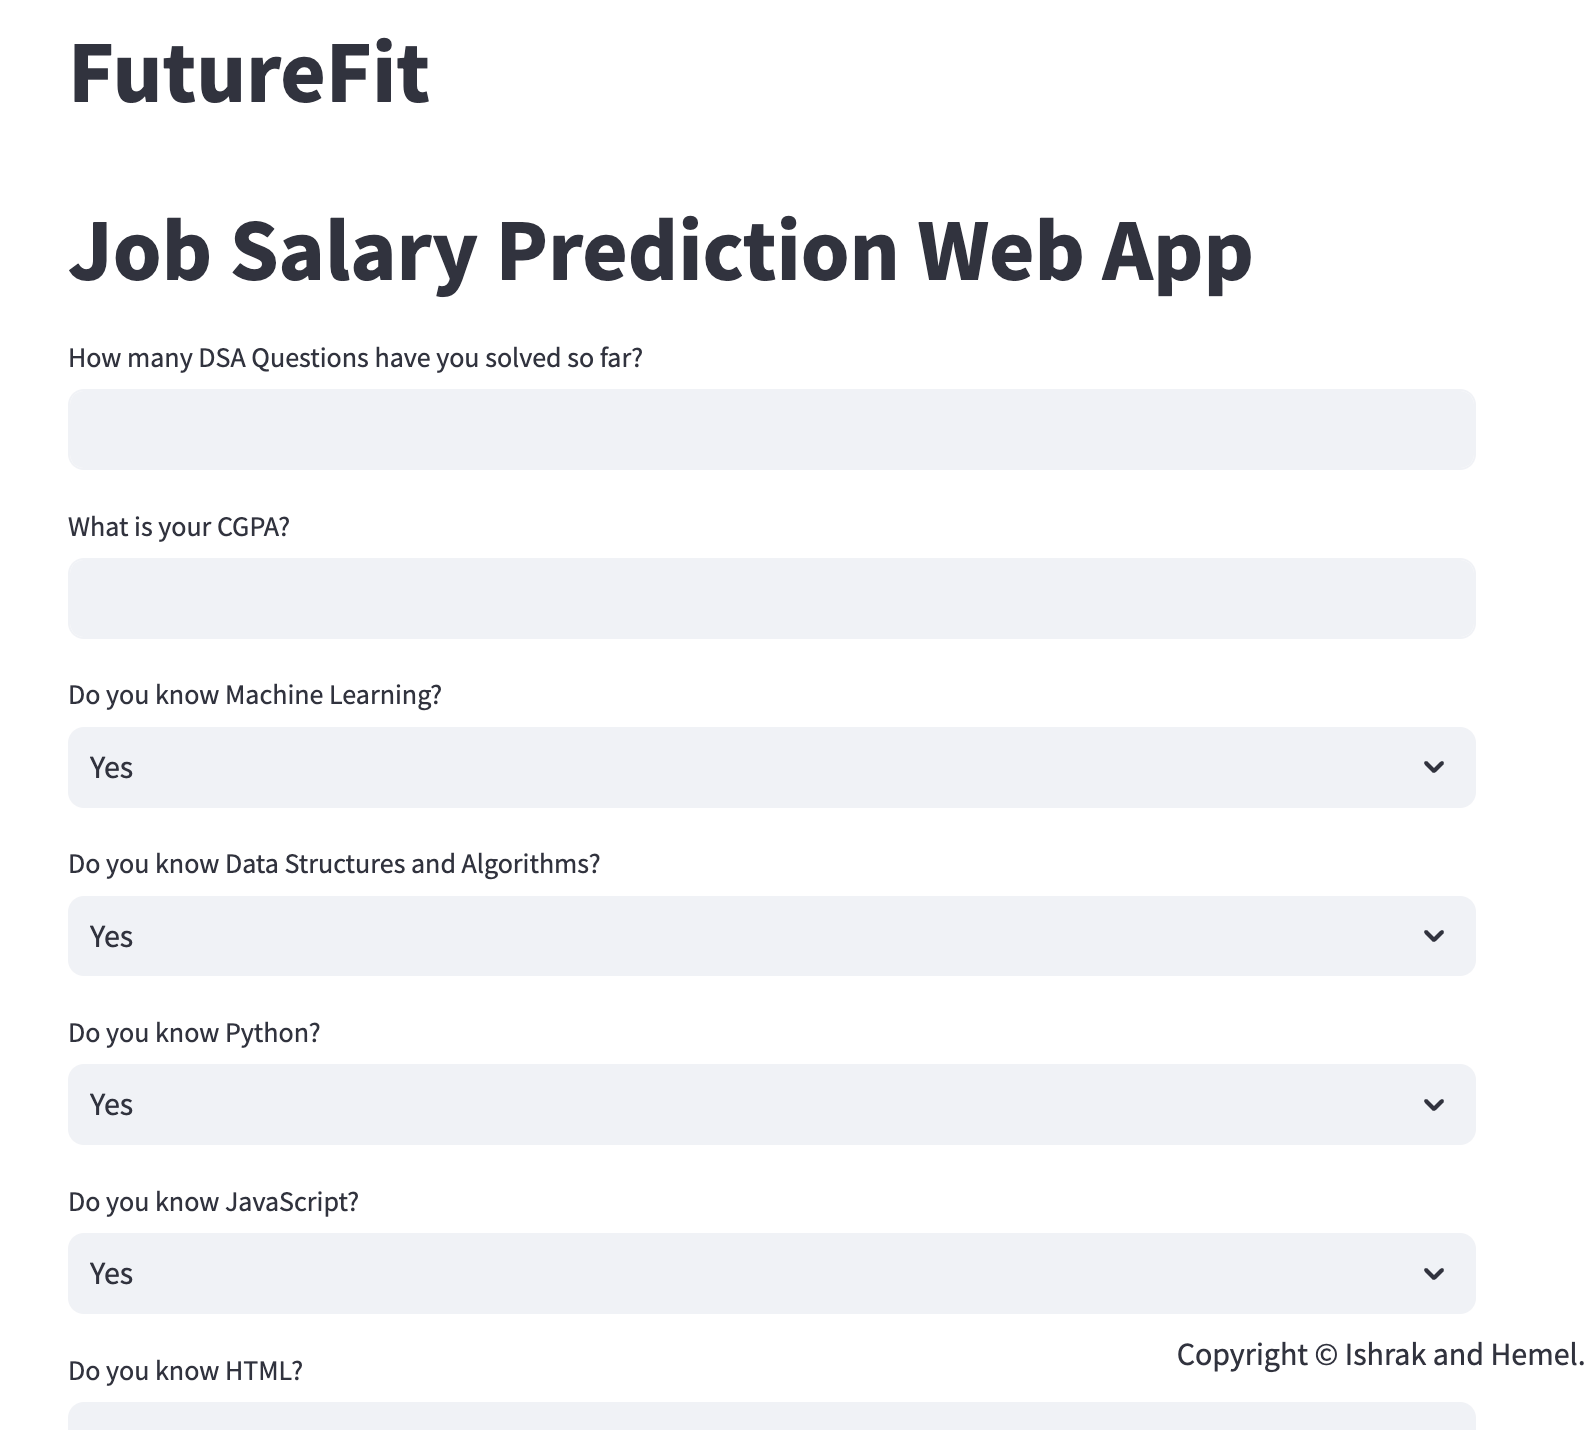 FutureFit
Job Salary Prediction Web App
How many DSA Questions have you solved so far?
What is your CGPA?
Do you know Machine Learning?
Yes
Do you know Data Structures and Algorithms?
Yes
Do you know Python?
Yes
Do you know JavaScript?
Yes
Copyright © Ishrak and Hemel.
Do you know HTML?